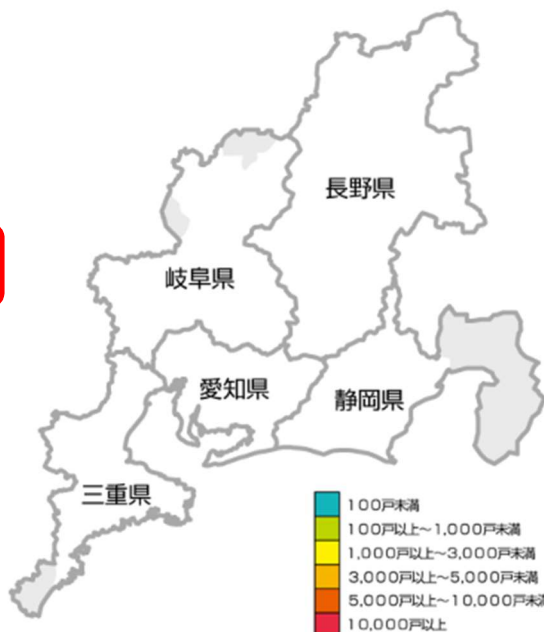 長野県
岐阜県
愛知県
静岡県
三重県
100戸未満
100戸以上～1,000戸未満
1,000戸以上～3,000戸未満
3,000戸以上～5,000戸未満
5,000戸以上～10,000戸未満
10,000戸以上